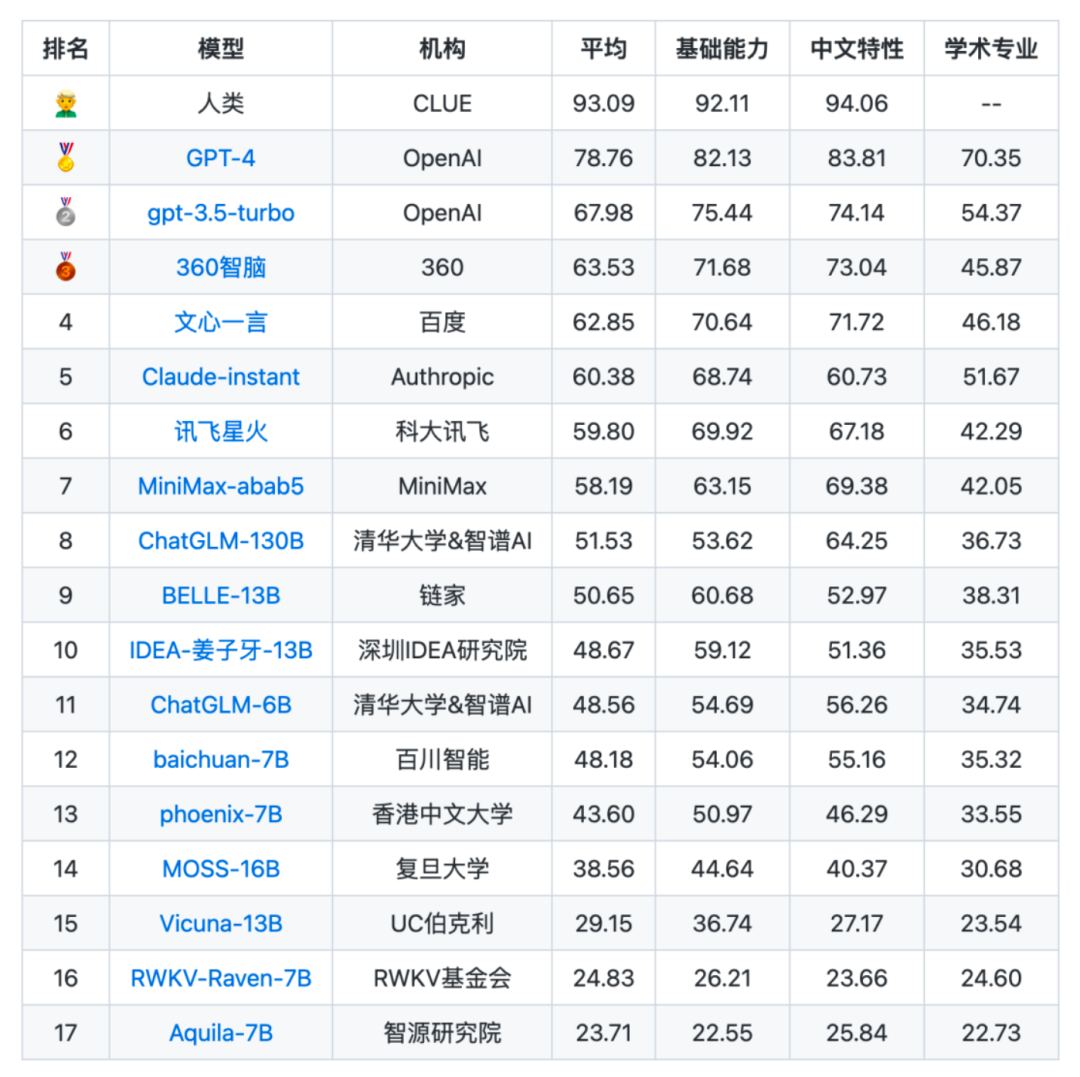 排名 模型 机构 平均 基础能力 中文特性 学术专业
人类 CLUE 93.09 92.11 94.06 --
GPT-4 OpenAI 78.76 82.13 83.81 70.35
2 gpt-3.5-turbo OpenAI 67.98 75.44 74.14 54.37
3 360智脑 360 63.53 71.68 73.04 45.87
4 文心一言 百度 62.85 70.64 71.72 46.18
5 Claude-instant Authropic 60.38 68.74 60.73 51.67
6 讯飞星火 科大讯飞 59.80 69.92 67.18 42.29
7 MiniMax-abab5 MiniMax 58.19 63.15 69.38 42.05
8 ChatGLM-130B 清华大学&智谱AI 51.53 53.62 64.25 36.73
9 BELLE-13B 链家 50.65 60.68 52.97 38.31
10 IDEA-姜子牙-13B 深圳IDEA研究院 48.67 59.12 51.36 35.53
11 ChatGLM-6B 清华大学&智谱AI 48.56 54.69 56.26 34.74
12 baichuan-7B 百川智能 48.18 54.06 55.16 35.32
13 phoenix-7B 香港中文大学 43.60 50.97 46.29 33.55
14 MOSS-16B 复旦大学 38.56 44.64 40.37 30.68
15 Vicuna-13B UC伯克利 29.15 36.74 27.17 23.54
16 RWKV-Raven-7B RWKV基金会 24.83 26.21 23.66 24.60
17 Aquila-7B 智源研究院 23.71 22.55 25.84 22.73